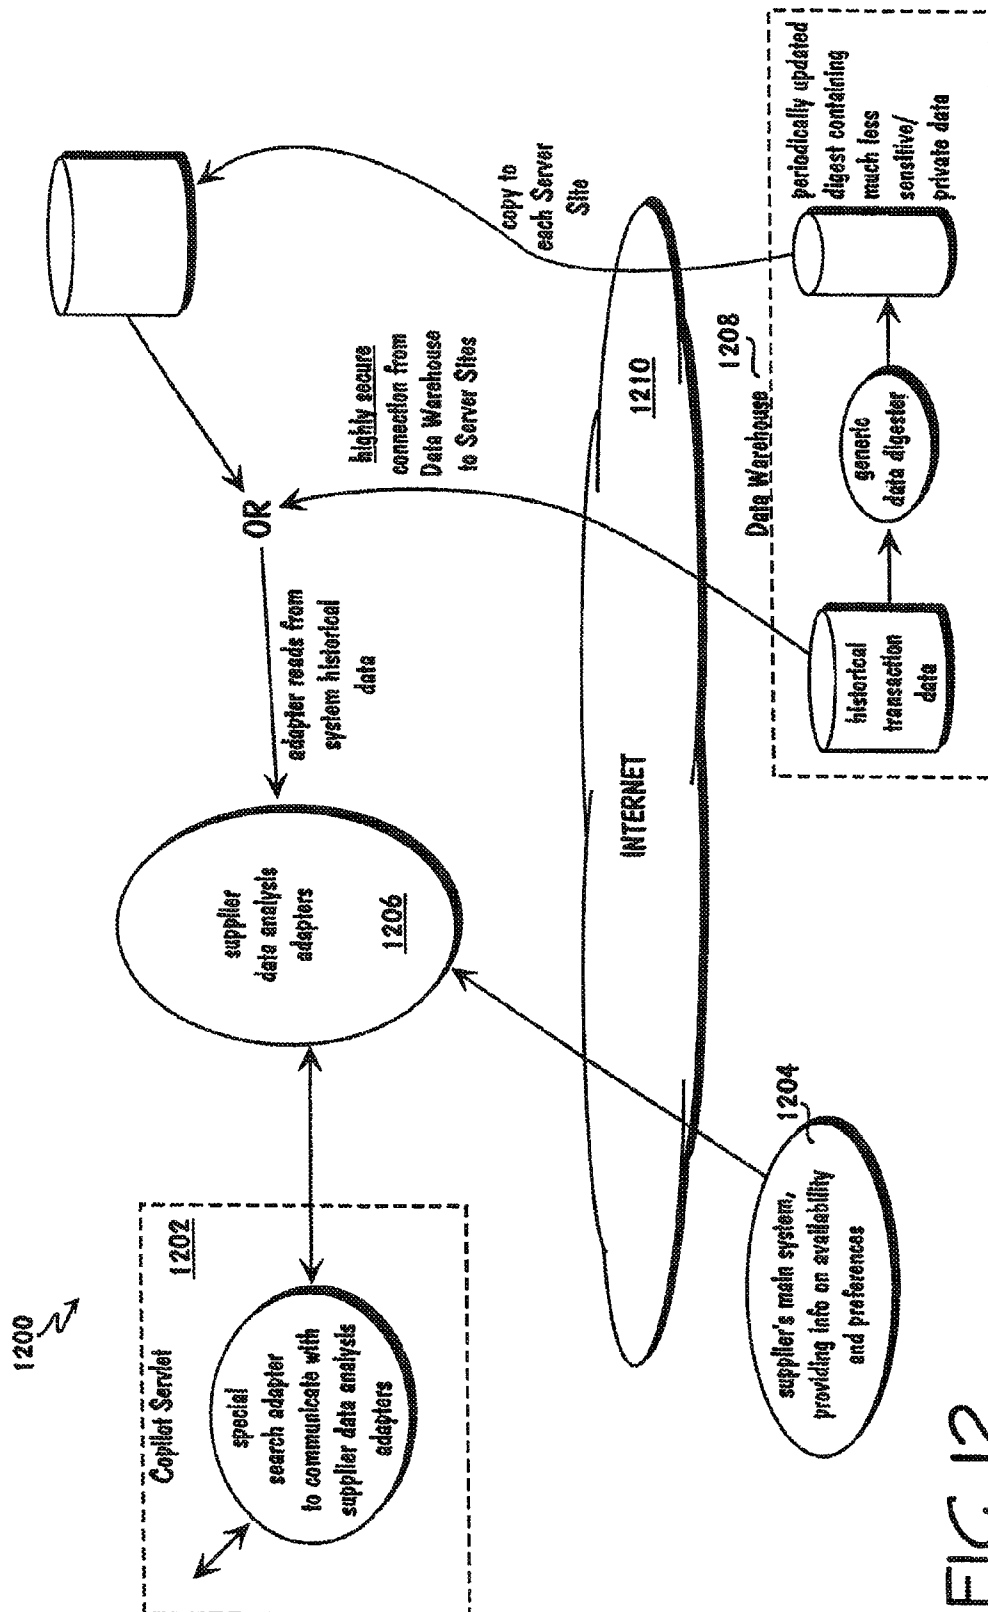 1200
Copilot Servlet
1202
special
search adapter
to communicate with
supplier data analysis
adapters
supplier
data analysis
adapters
1206
adapter reads from
system historical
data
OR
highly secure
connection from
Data Warehouse
to Server Sites
copy to
each Server
Site
INTERNET
1210
1204
supplier's main system,
providing info on availability
and preferences
Data Warehouse
1208
historical
transaction
data
generic
data digester
periodically updated
digest containing
much less
sensitive/
private data
FIG. 12